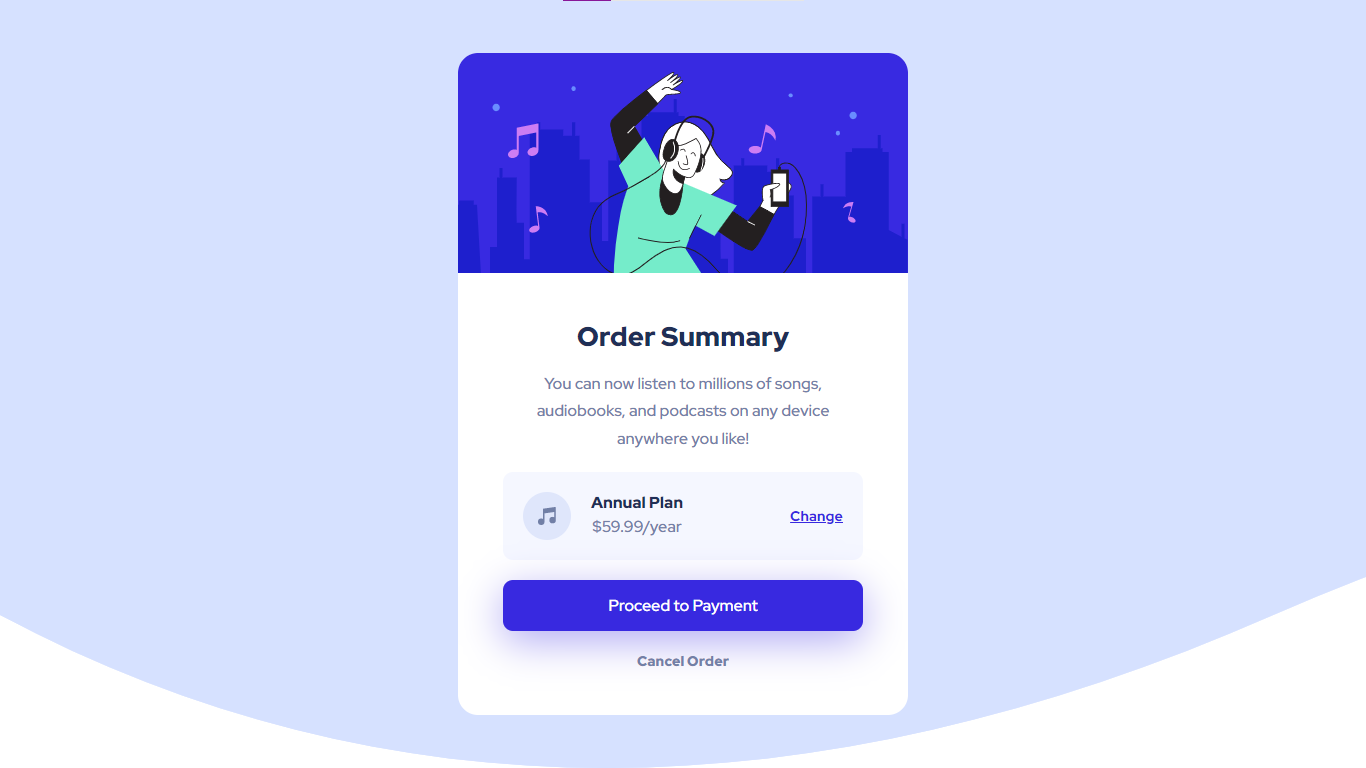 Order Summary
You can now listen to millions of songs,
audiobooks, and podcasts on any device
anywhere you like!
Annual Plan
$59.99/year
Change
Proceed to Payment
Cancel Order